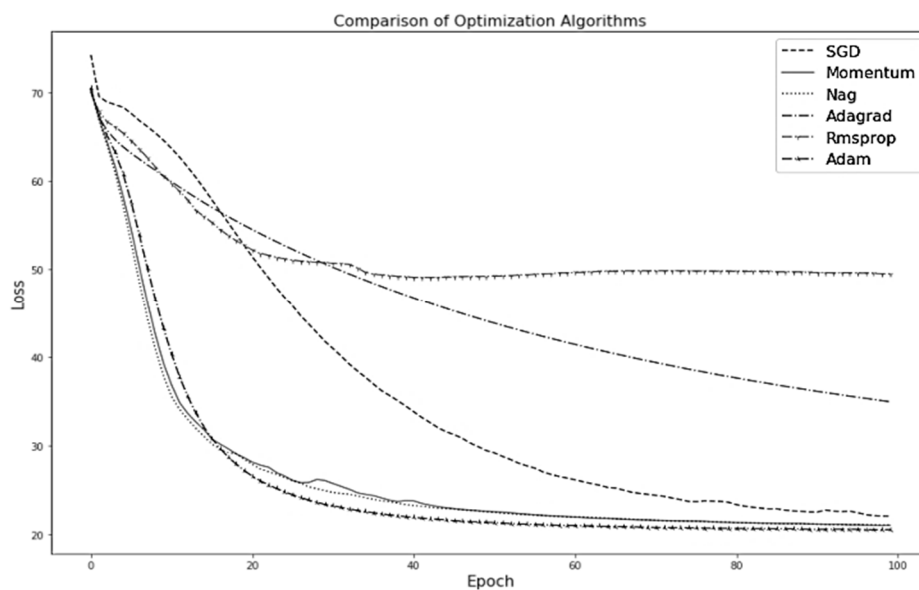 Comparison of Optimization Algorithms
SGD
Momentum
Nag
Adagrad
Rmsprop
Adam
70
60
50
40
30
20
Loss
0
20
40
60
80
100
Epoch